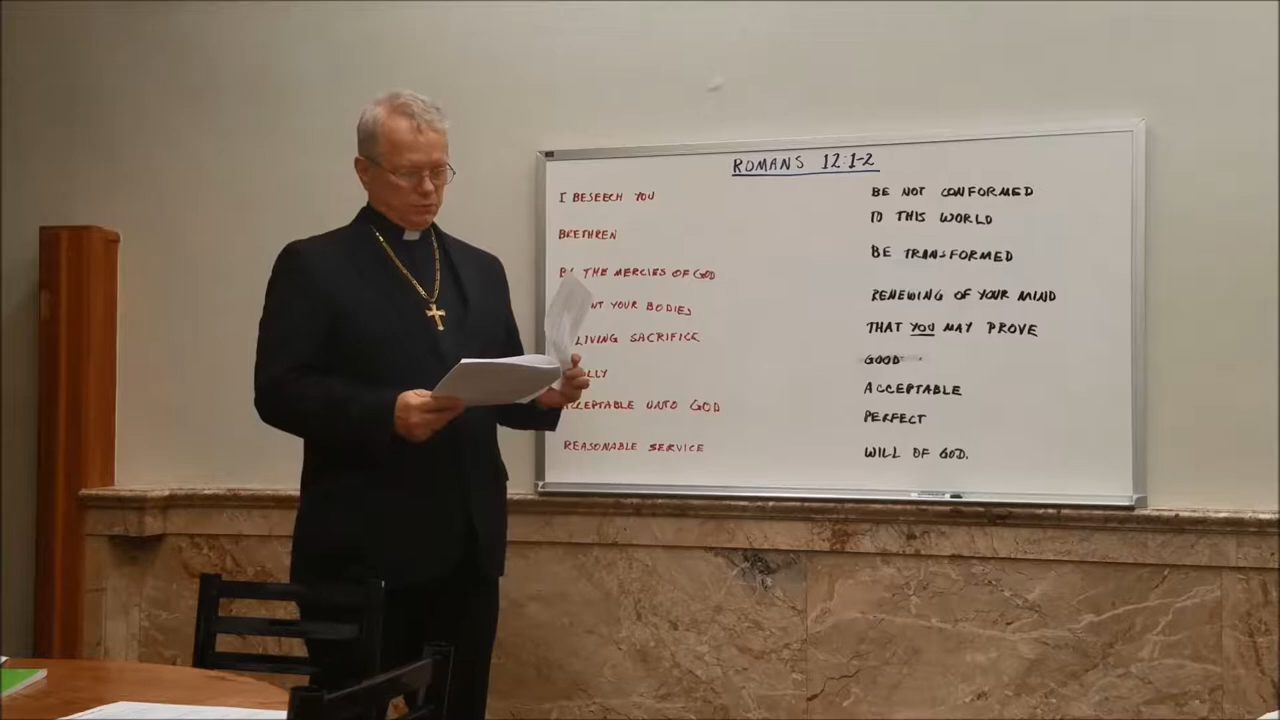 ROMANS 12:1-2
I BESEECH YOU
BRETHREN
THE MERCIES OF GOD
YOUR BODIES
LIVING SACRIFICE
ACCEPTABLE UNTO GOD
REASONABLE SERVICE
BE NOT CONFORMED
TO THIS WORLD
BE TRANSFORMED
RENEWING OF YOUR MIND
THAT YOU MAY PROVE
GOOD
ACCEPTABLE
PERFECT
WILL OF GOD.